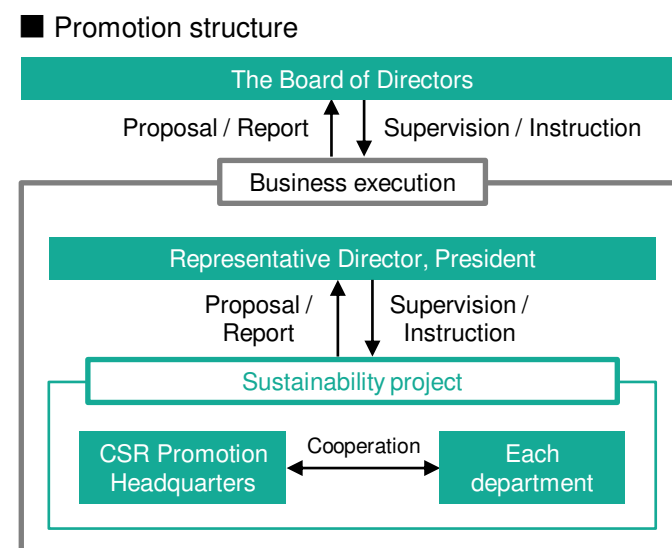 ■ Promotion structure
The Board of Directors
Proposal / Report
Supervision / Instruction
Business execution
Representative Director, President
Proposal /
Report
Supervision /
Instruction
Sustainability project
CSR Promotion
Headquarters
Cooperation
Each
department